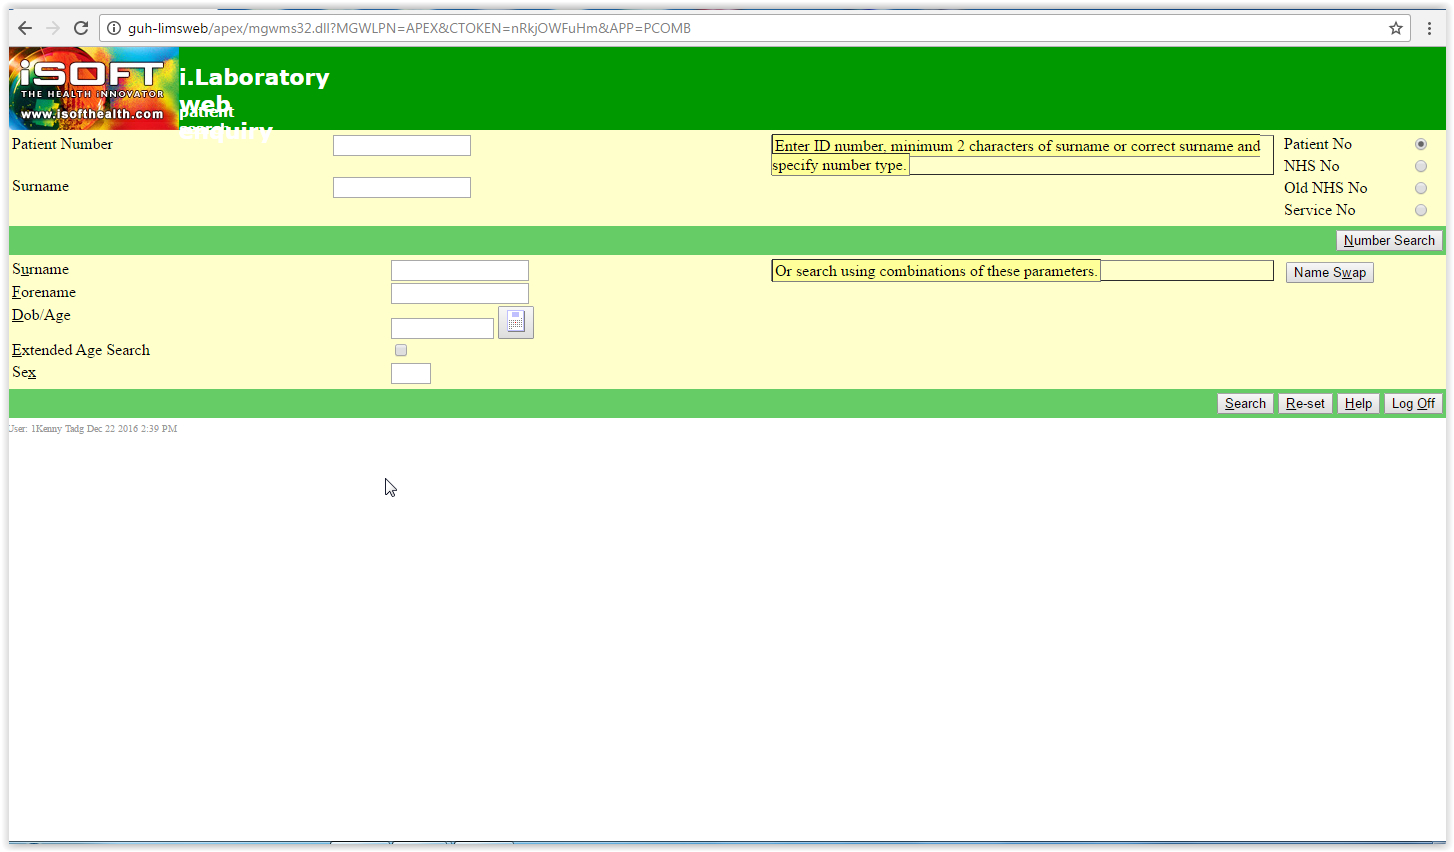 guh-limsweb/apex/mgwms32.dll?MGWLPN=APEX&CTOKEN=nRkjOWFuHm&APP=PCOMB
iSOFT
THE HEALTH iNNOVATOR
www.isofthealth.com
i.Laboratory
web
patient
enquiry
Patient Number
Enter ID number, minimum 2 characters of surname or correct surname and
specify number type.
Patient No
NHS No
Surname
Old NHS No
Service No
Number Search
Surname
Or search using combinations of these parameters.
Name Swap
Forename
Dob/Age
Extended Age Search
Sex
Search Re-set Help Log Off
User: 1Kenny Tadg Dec 22 2016 2:39 PM